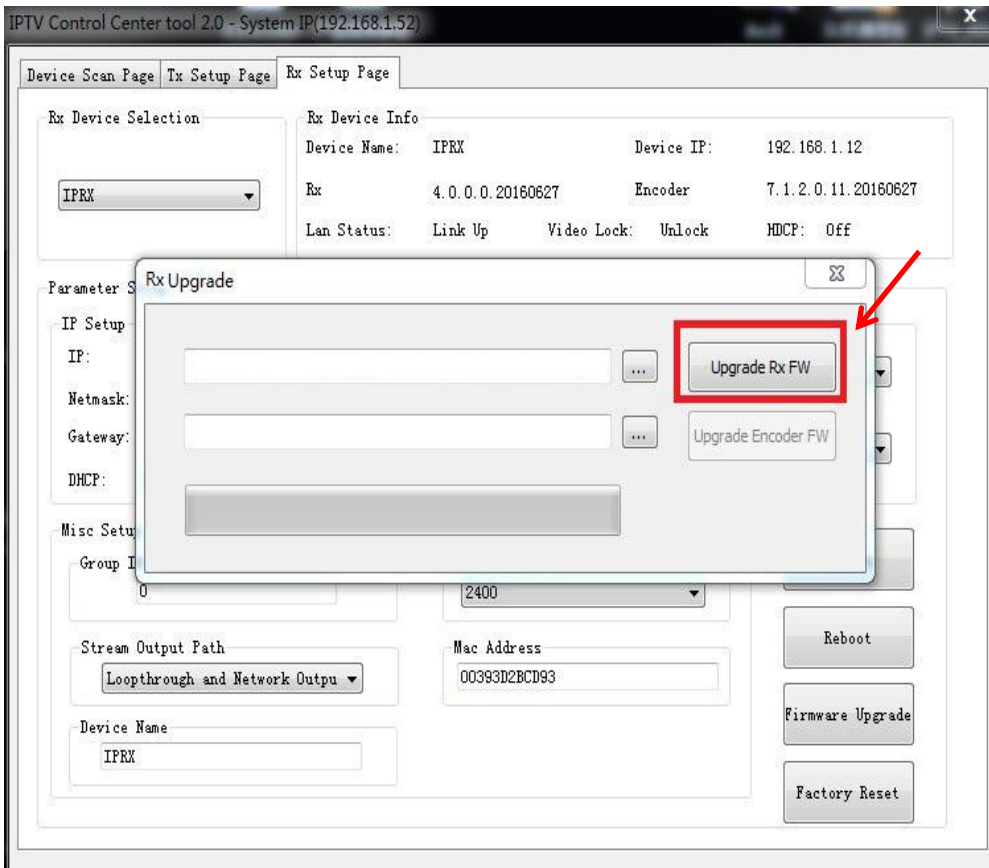 IPTV Control Center tool 2.0 - System IP(192.168.1.52)
Device Scan Page Tx Setup Page Rx Setup Page
Rx Device Selection
IPRX
Rx Device Info
Device Name: IPRX Device IP: 192.168.1.12
Rx 4.0.0.0.20160627 Encoder 7.1.2.0.11.20160627
Lan Status: Link Up Video Lock: Unlock HDCP: Off
Parameter S
Rx Upgrade
IP Setup
IP:
Netmask:
Gateway:
DHCP:
... Upgrade Rx FW
... Upgrade Encoder FW
Misc Setu
Group I
0
2400
Stream Output Path
Loopthrough and Network Outpu
Mac Address
00393D2BCD93
Device Name
IPRX
Reboot
Firmware Upgrade
Factory Reset